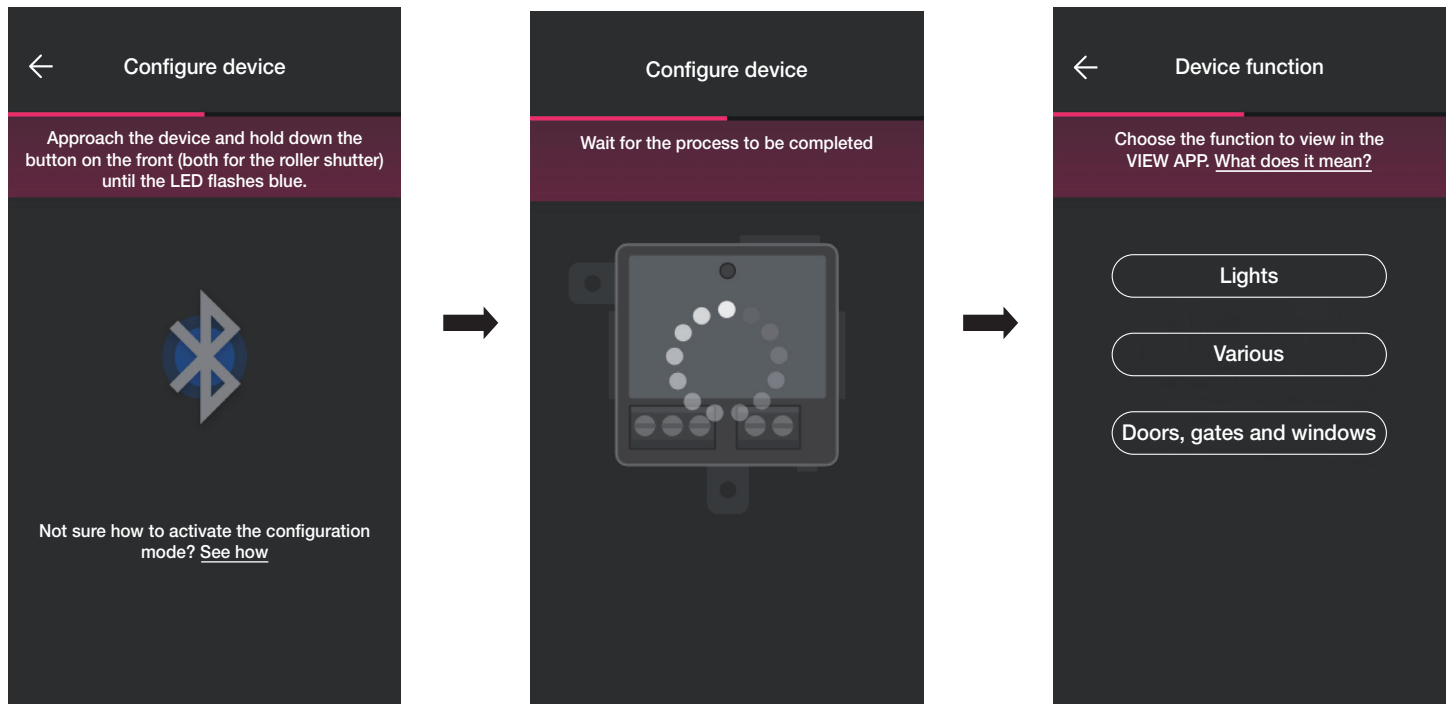 Configure device
Approach the device and hold down the
button on the front (both for the roller shutter)
until the LED flashes blue.
Not sure how to activate the configuration
mode? See how
Configure device
Wait for the process to be completed
Device function
Choose the function to view in the
VIEW APP. What does it mean?
Lights
Various
Doors, gates and windows